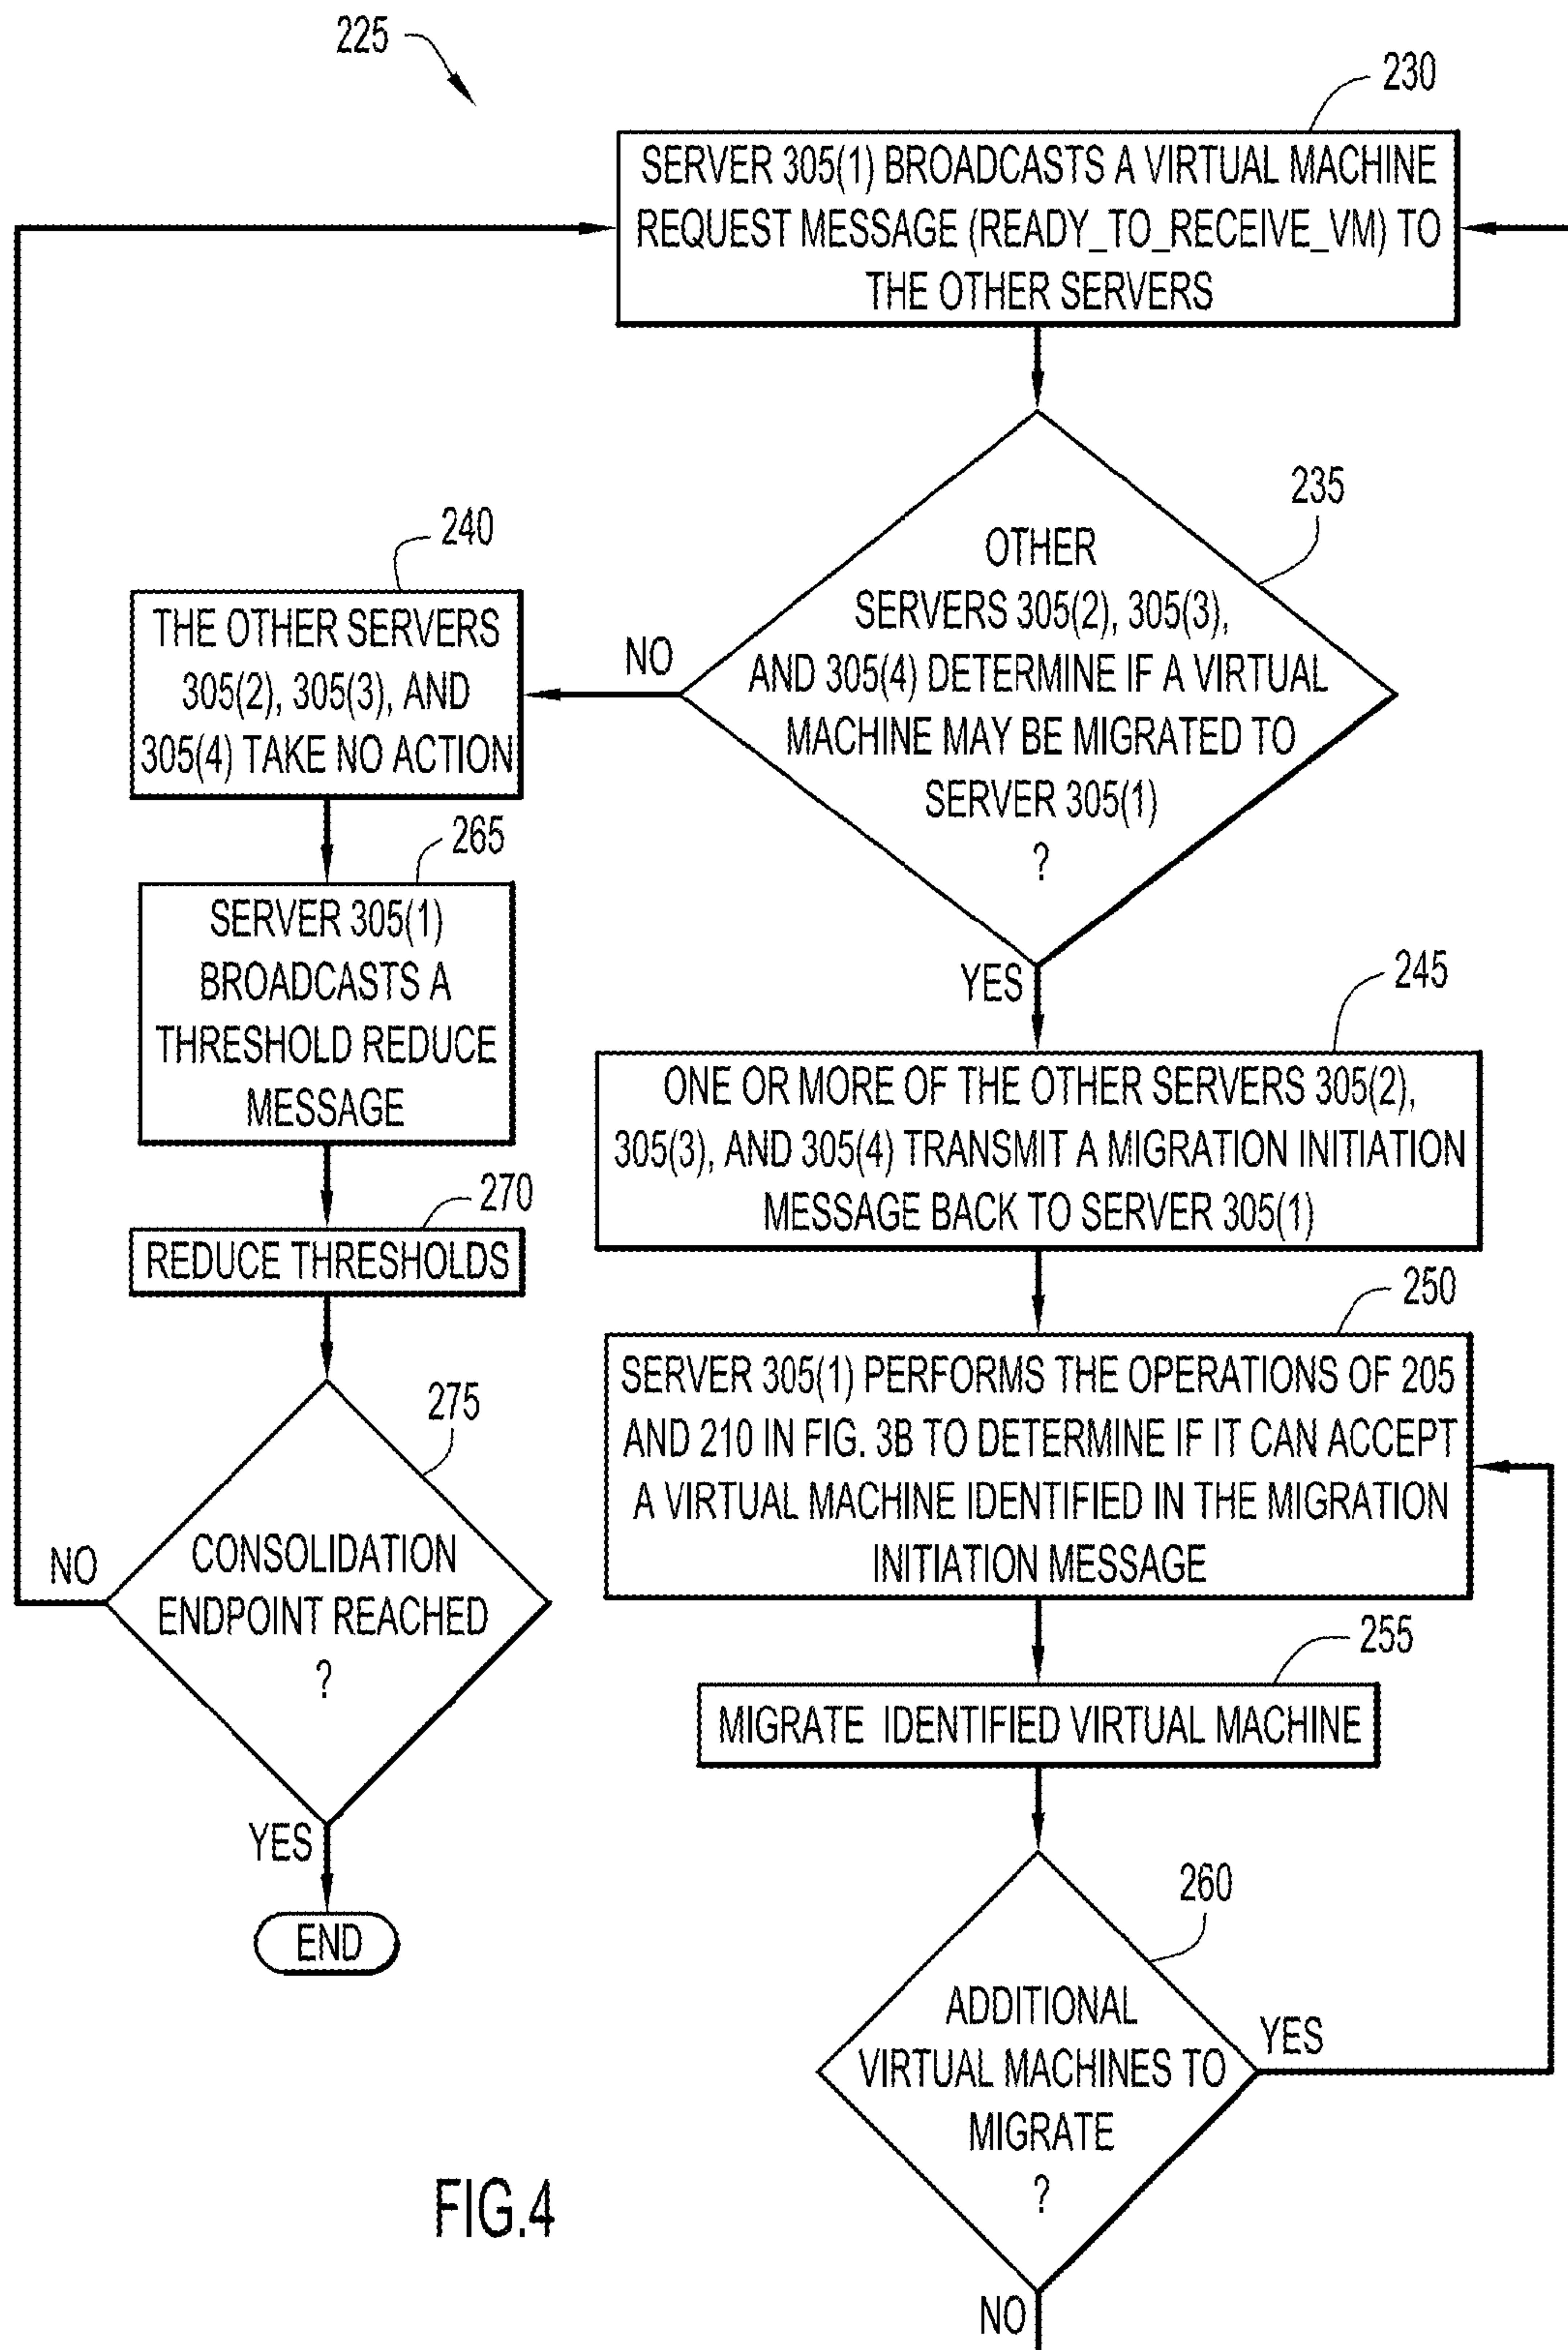 225
230
SERVER 305(1) BROADCASTS A VIRTUAL MACHINE
REQUEST MESSAGE (READY_TO_RECEIVE_VM) TO
THE OTHER SERVERS
235
OTHER
SERVERS 305(2), 305(3),
AND 305(4) DETERMINE IF A VIRTUAL
MACHINE MAY BE MIGRATED TO
SERVER 305(1)
?
NO
240
THE OTHER SERVERS
305(2), 305(3), AND
305(4) TAKE NO ACTION
265
SERVER 305(1)
BROADCASTS A
THRESHOLD REDUCE
MESSAGE
270
REDUCE THRESHOLDS
275
CONSOLIDATION
ENDPOINT REACHED
?
NO
YES
END
YES
245
ONE OR MORE OF THE OTHER SERVERS 305(2),
305(3), AND 305(4) TRANSMIT A MIGRATION INITIATION
MESSAGE BACK TO SERVER 305(1)
250
SERVER 305(1) PERFORMS THE OPERATIONS OF 205
AND 210 IN FIG. 3B TO DETERMINE IF IT CAN ACCEPT
A VIRTUAL MACHINE IDENTIFIED IN THE MIGRATION
INITIATION MESSAGE
255
MIGRATE IDENTIFIED VIRTUAL MACHINE
260
ADDITIONAL
VIRTUAL MACHINES TO
MIGRATE
?
YES
NO
FIG.4